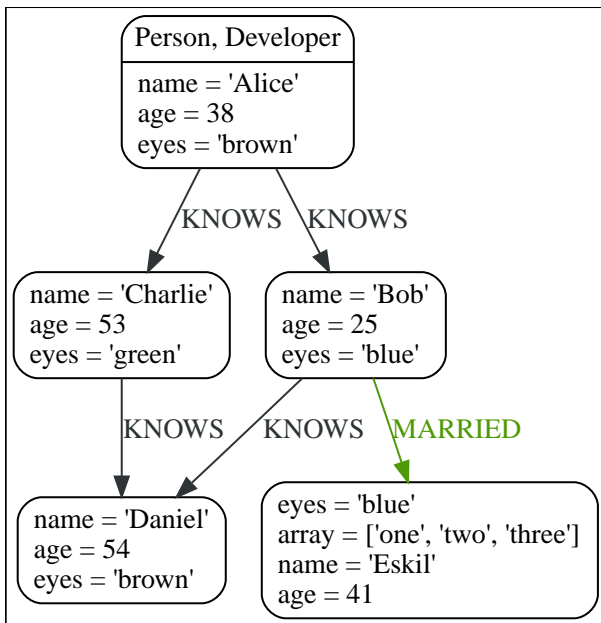 Person, Developer
name = 'Alice'
age = 38
eyes = 'brown'
KNOWS
KNOWS
name = 'Charlie'
age = 53
eyes = 'green'
name = 'Bob'
age = 25
eyes = 'blue'
KNOWS
KNOWS
MARRIED
name = 'Daniel'
age = 54
eyes = 'brown'
eyes = 'blue'
array = ['one', 'two', 'three']
name = 'Eskil'
age = 41